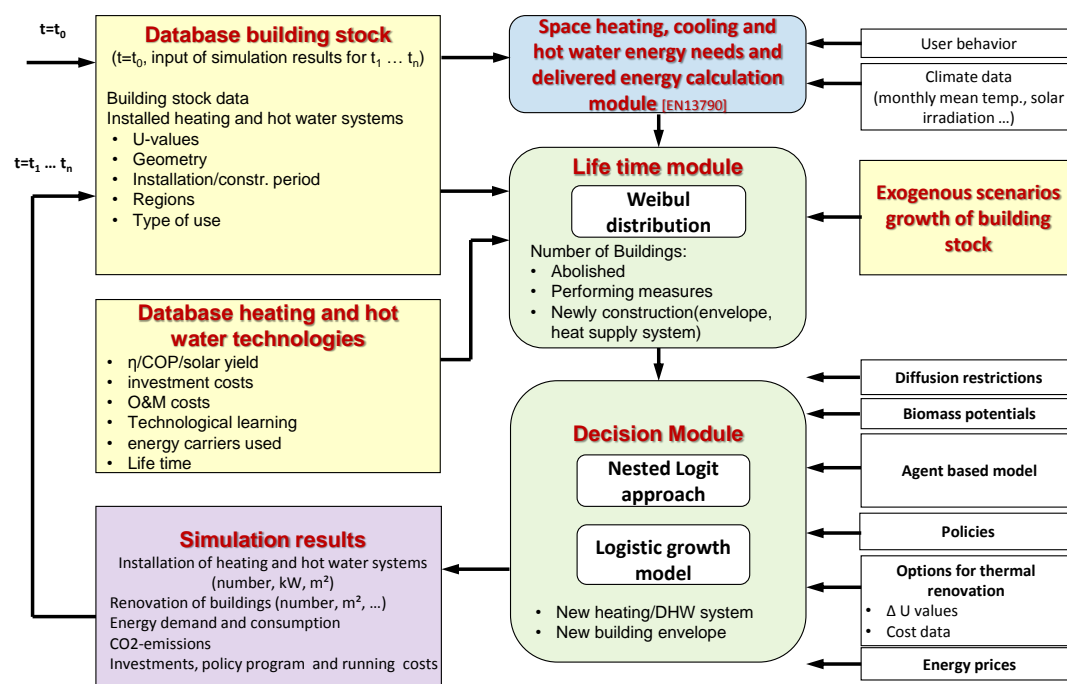 t=t0
Database building stock
(t=t0, input of simulation results for t1 … tn)
Building stock data
Installed heating and hot water systems
• U-values
• Geometry
• Installation/constr. period
• Regions
• Type of use
t=t1 ... tn
Database heating and hot
water technologies
• η/COP/solar yield
• investment costs
• O&M costs
• Technological learning
• energy carriers used
• Life time
Simulation results
Installation of heating and hot water systems
(number, kW, m²)
Renovation of buildings (number, m², …)
Energy demand and consumption
CO2-emissions
Investments, policy program and running costs
Space heating, cooling and
hot water energy needs and
delivered energy calculation
module [EN13790]
Life time module
Weibul
distribution
Number of Buildings:
• Abolished
• Performing measures
• Newly construction(envelope,
heat supply system)
Decision Module
Nested Logit
approach
Logistic growth
model
• New heating/DHW system
• New building envelope
User behavior
Climate data
(monthly mean temp., solar
irradiation …)
Exogenous scenarios
growth of building
stock
Diffusion restrictions
Biomass potentials
Agent based model
Policies
Options for thermal
renovation
• Δ U values
• Cost data
Energy prices